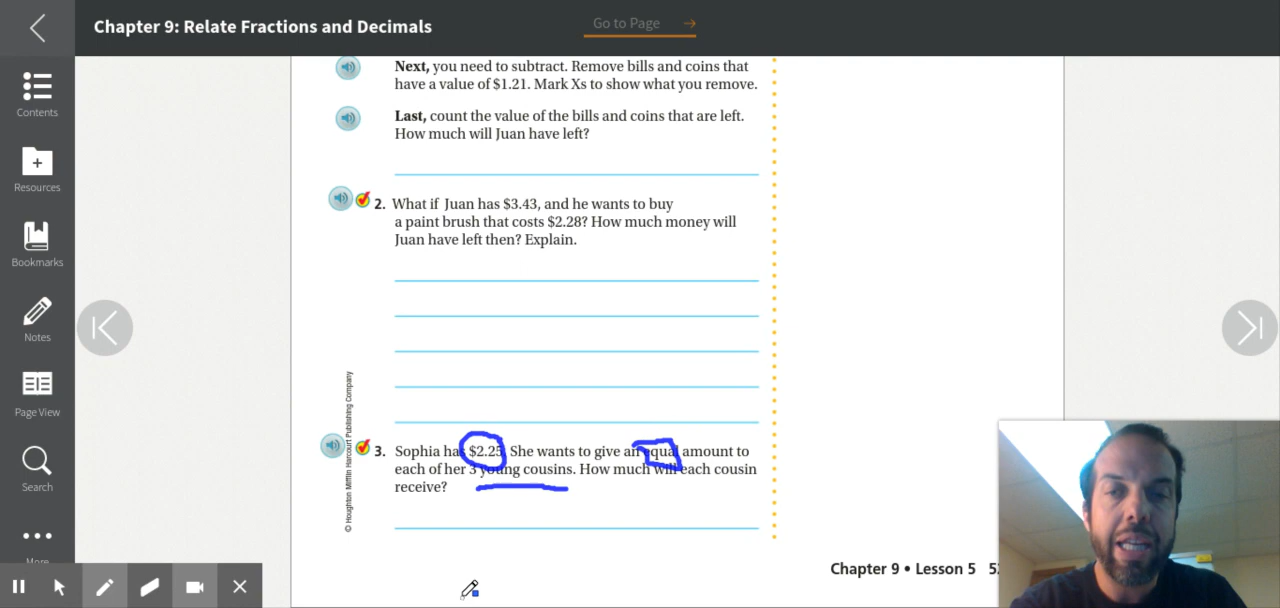 Chapter 9: Relate Fractions and Decimals
Go to Page
Contents
Resources
Bookmarks
Notes
Page View
Search
More
Next, you need to subtract. Remove bills and coins that
have a value of $1.21. Mark Xs to show what you remove.
Last, count the value of the bills and coins that are left.
How much will Juan have left?
2. What if Juan has $3.43, and he wants to buy
a paint brush that costs $2.28? How much money will
Juan have left then? Explain.
3. Sophia has $2.25. She wants to give an equal amount to
each of her 3 young cousins. How much will each cousin
receive?
© Houghton Mifflin Harcourt Publishing Company
Chapter 9 • Lesson 5